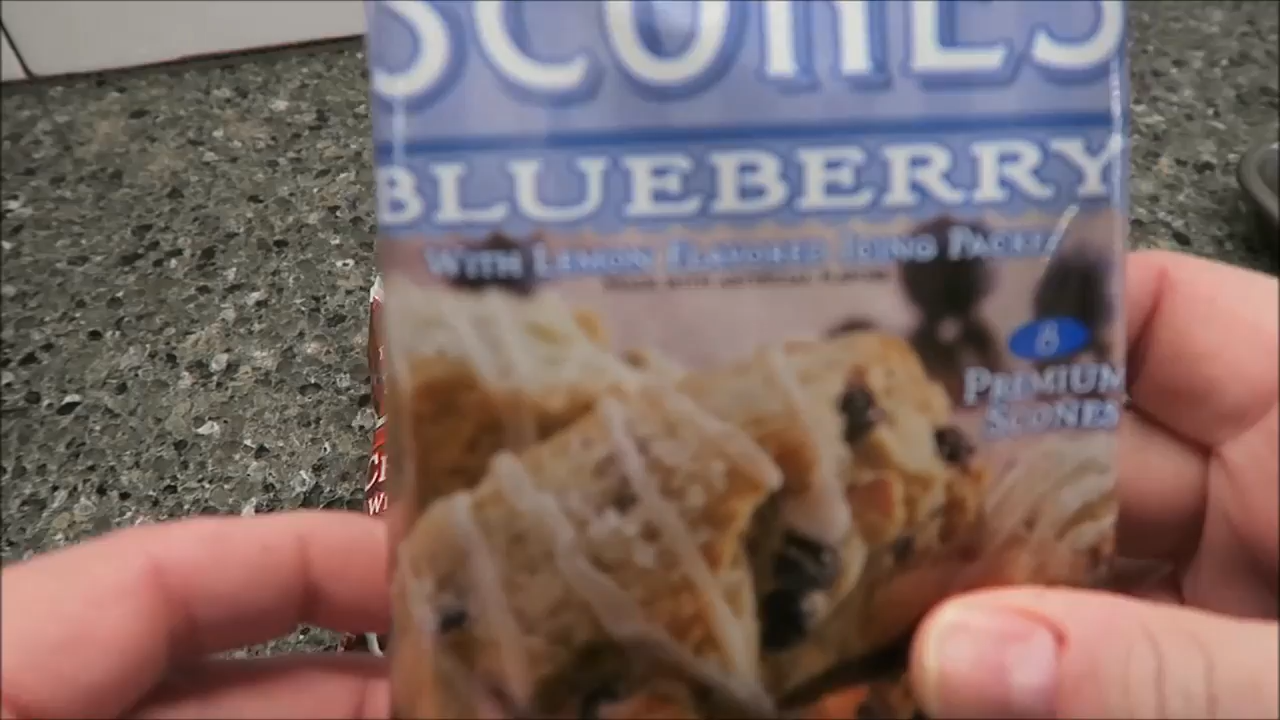 SCONES
BLUEBERRY
WITH LEMON FLAVORED ICING PACKET
6
PREMIUM
SCONES